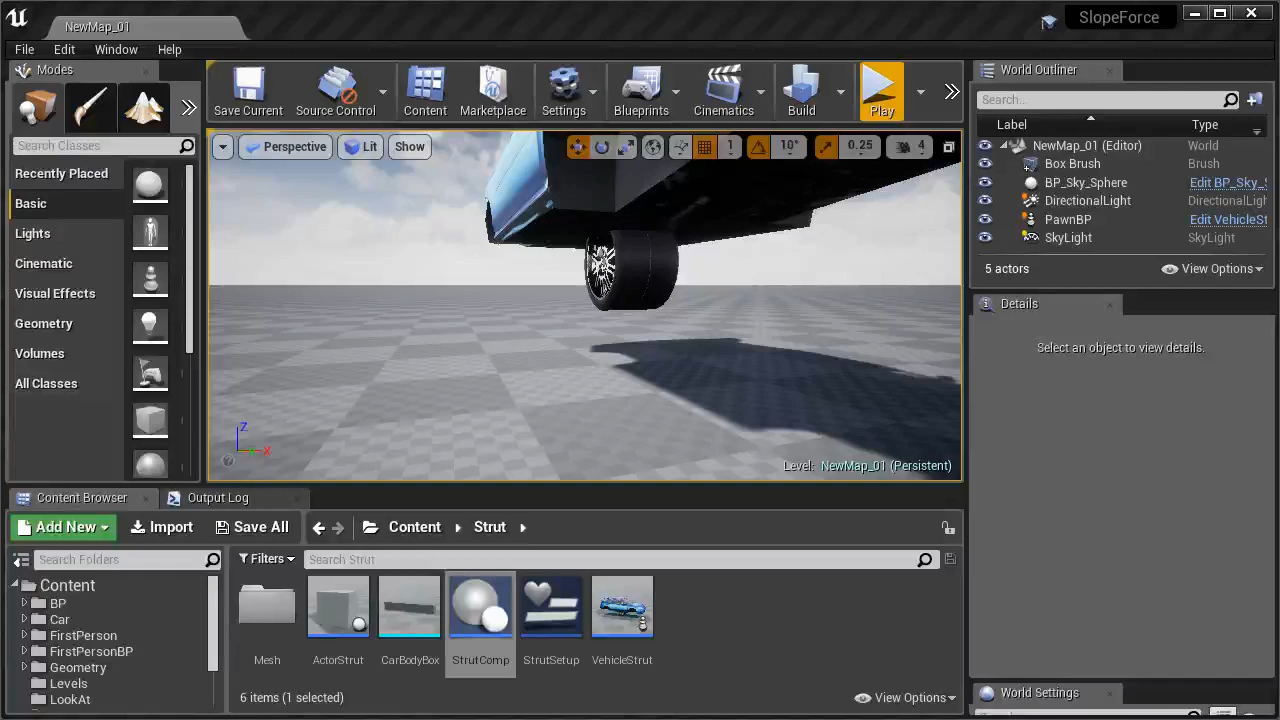 NewMap_01
SlopeForce
File Edit Window Help
Modes
Search Classes
Recently Placed
Basic
Lights
Cinematic
Visual Effects
Geometry
Volumes
All Classes
Save Current Source Control Content Marketplace Settings Blueprints Cinematics Build Play
Perspective Lit Show 1 10° 0.25 4
Z
X
Level: NewMap_01 (Persistent)
World Outliner
Search...
Label Type
NewMap_01 (Editor) World
Box Brush Brush
BP_Sky_Sphere Edit BP_Sky_S
DirectionalLight DirectionalLigh
PawnBP Edit VehicleSt
SkyLight SkyLight
5 actors View Options
Details
Select an object to view details.
World Settings
Content Browser Output Log
Add New Import Save All Content Strut
Search Folders
Filters Search Strut
Content
BP
Car
FirstPerson
FirstPersonBP
Geometry
Levels
LookAt
Mesh ActorStrut CarBodyBox StrutComp StrutSetup VehicleStrut
6 items (1 selected) View Options